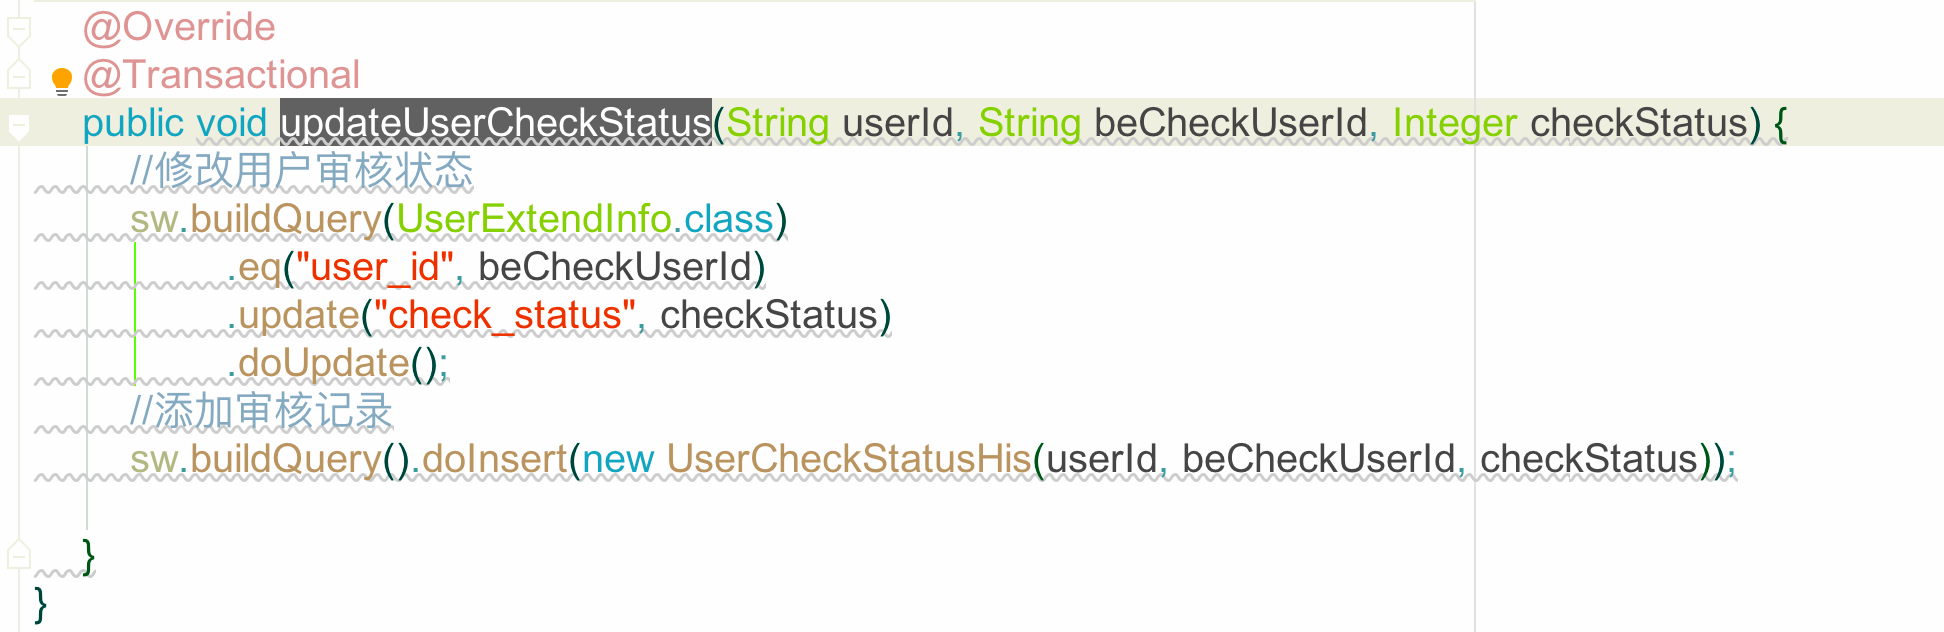 @Override
@Transactional
public void updateUserCheckStatus(String userId, String beCheckUserId, Integer checkStatus) {
//修改用户审核状态
sw.buildQuery(UserExtendInfo.class)
.eq("user_id", beCheckUserId)
.update("check_status", checkStatus)
.doUpdate();
//添加审核记录
sw.buildQuery().doInsert(new UserCheckStatusHis(userId, beCheckUserId, checkStatus));
}
}